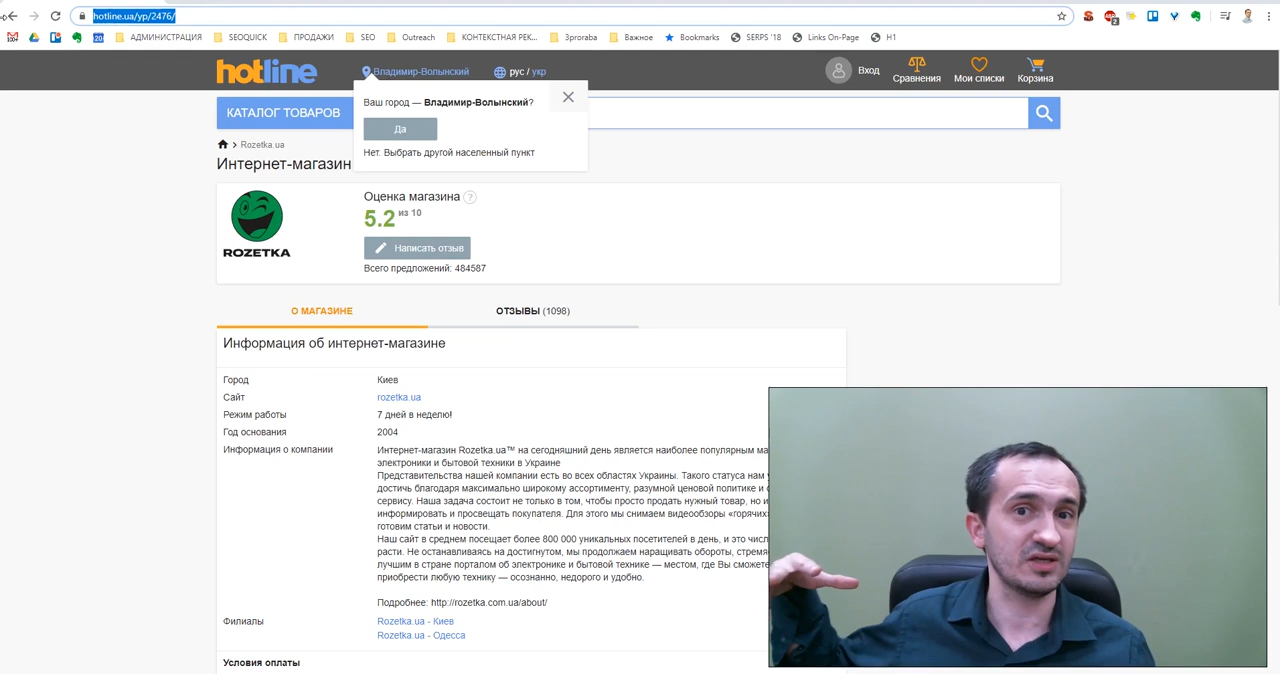 hotline.ua/yp/2476/
АДМИНИСТРАЦИЯ SEOQUICK ПРОДАЖИ SEO Outreach КОНТЕКСТНАЯ РЕК... 3proraba Важное Bookmarks SERPS '18 Links On-Page H1
hotline Владимир-Волынский рус / укр Вход Сравнения Мои списки Корзина
Ваш город — Владимир-Волынский?
КАТАЛОГ ТОВАРОВ
Да
Rozetka.ua
Нет. Выбрать другой населенный пункт
Интернет-магазин
Оценка магазина ?
5.2 из 10
ROZETKA
Написать отзыв
Всего предложений: 484587
О МАГАЗИНЕ ОТЗЫВЫ (1098)
Информация об интернет-магазине
Город Киев
Сайт rozetka.ua
Режим работы 7 дней в неделю!
Год основания 2004
Информация о компании Интернет-магазин Rozetka.ua™ на сегодняшний день является наиболее популярным ма
электроники и бытовой техники в Украине
Представительства нашей компании есть во всех областях Украины. Такого статуса нам
достичь благодаря максимально широкому ассортименту, разумной ценовой политике и
сервису. Наша задача состоит не только в том, чтобы просто продать нужный товар, но и
информировать и просвещать покупателя. Для этого мы снимаем видеообзоры «горячих»
готовим статьи и новости.
Наш сайт в среднем посещает более 800 000 уникальных посетителей в день, и это числ
расти. Не останавливаясь на достигнутом, мы продолжаем наращивать обороты, стремя
лучшим в стране порталом об электронике и бытовой технике — местом, где Вы сможете
приобрести любую технику — осознанно, недорого и удобно.
Подробнее: http://rozetka.com.ua/about/
Филиалы Rozetka.ua - Киев
Rozetka.ua - Одесса
Условия оплаты